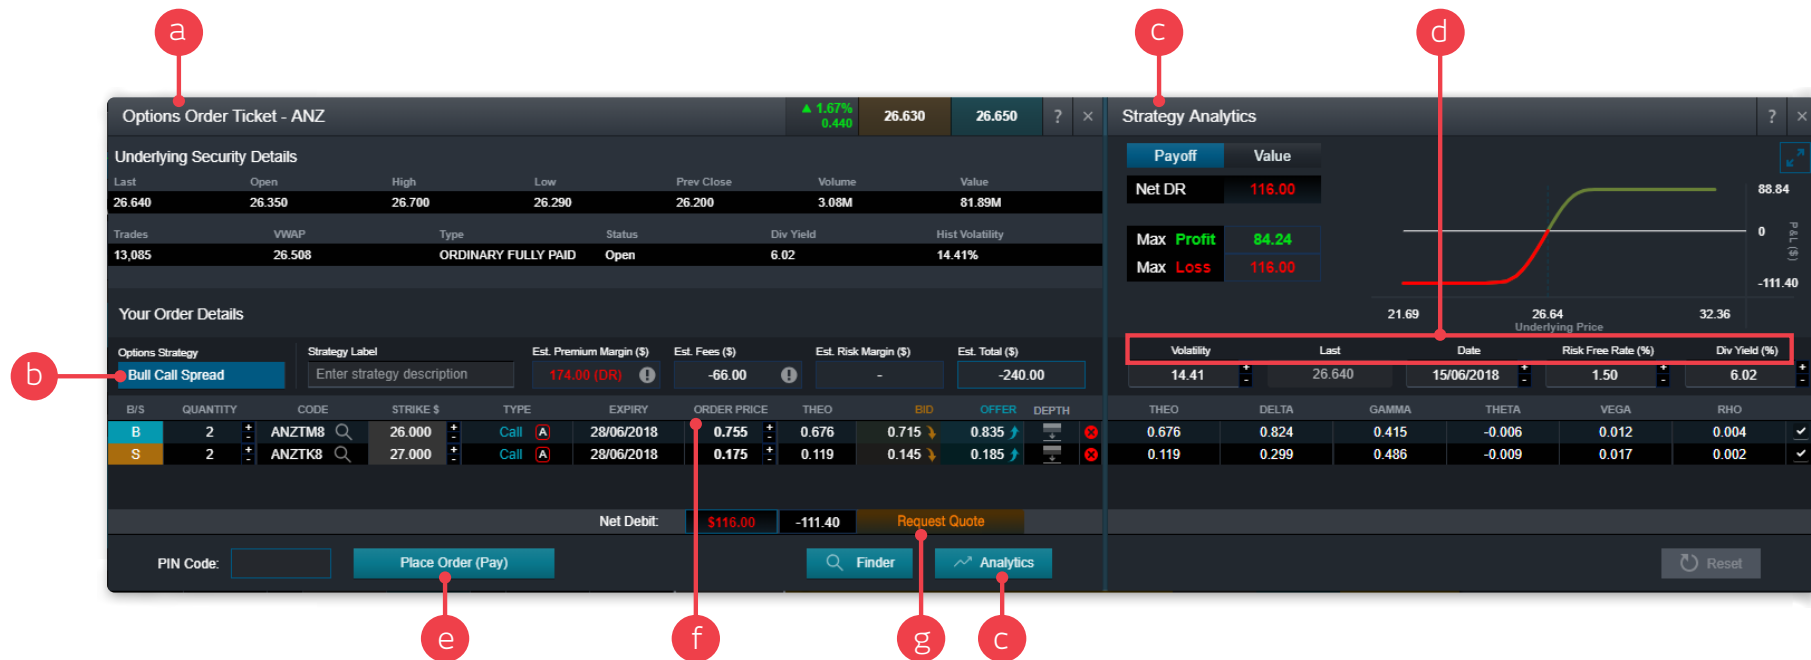 a
c
d
Options Order Ticket - ANZ
▲ 1.67%
0.440
26.630
26.650
?
×
Strategy Analytics
?
×
Underlying Security Details
Last Open High Low Prev Close Volume Value
26.640 26.350 26.700 26.290 26.200 3.08M 81.89M
Trades VWAP Type Status Div Yield Hist Volatility
13,085 26.508 ORDINARY FULLY PAID Open 6.02 14.41%
Payoff Value
Net DR 116.00
Max Profit 84.24
Max Loss 116.00
88.84
0
-111.40
P&L ($)
21.69 26.64 32.36
Underlying Price
Your Order Details
b
Options Strategy Strategy Label Est. Premium Margin ($) Est. Fees ($) Est. Risk Margin ($) Est. Total ($)
Bull Call Spread Enter strategy description 174.00 (DR) -66.00 - -240.00
Volatility Last Date Risk Free Rate (%) Div Yield (%)
14.41 + - 26.640 15/06/2018 + - 1.50 + - 6.02 + -
B/S QUANTITY CODE STRIKE $ TYPE EXPIRY ORDER PRICE THEO BID OFFER DEPTH
B 2 + - ANZTM8 26.000 + - Call A 28/06/2018 0.755 + - 0.676 0.715 0.835
S 2 + - ANZTK8 27.000 + - Call A 28/06/2018 0.175 + - 0.119 0.145 0.185
THEO DELTA GAMMA THETA VEGA RHO
0.676 0.824 0.415 -0.006 0.012 0.004
0.119 0.299 0.486 -0.009 0.017 0.002
Net Debit: $116.00 -111.40 Request Quote
PIN Code: Place Order (Pay) Finder Analytics
Reset
e
f
g
c